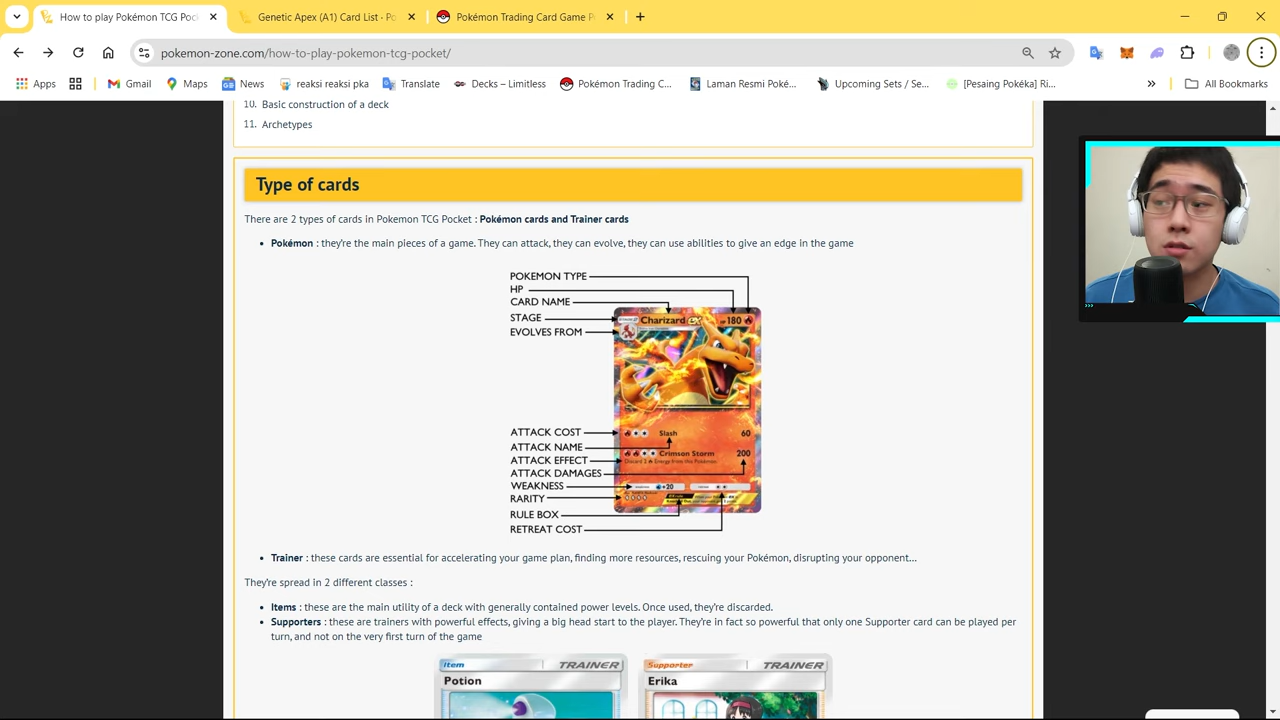 How to play Pokémon TCG Poc
Genetic Apex (A1) Card List · Po
Pokémon Trading Card Game P
pokemon-zone.com/how-to-play-pokemon-tcg-pocket/
Apps
Gmail
Maps
News
reaksi reaksi pka
Translate
Decks – Limitless
Pokémon Trading C...
Laman Resmi Poké...
Upcoming Sets / Se...
[Pesaing Pokéka] Ri...
»
All Bookmarks
10. Basic construction of a deck
11. Archetypes
Type of cards
There are 2 types of cards in Pokemon TCG Pocket : Pokémon cards and Trainer cards
• Pokémon : they're the main pieces of a game. They can attack, they can evolve, they can use abilities to give an edge in the game
POKEMON TYPE
HP
CARD NAME
STAGE
EVOLVES FROM
Charizard ex HP 180
ATTACK COST
ATTACK NAME
ATTACK EFFECT
ATTACK DAMAGES
WEAKNESS
RARITY
RULE BOX
RETREAT COST
Slash 60
Crimson Storm 200
Discard 2 Energy from this Pokémon.
+20
• Trainer : these cards are essential for accelerating your game plan, finding more resources, rescuing your Pokémon, disrupting your opponent...
They're spread in 2 different classes :
• Items : these are the main utility of a deck with generally contained power levels. Once used, they're discarded.
• Supporters : these are trainers with powerful effects, giving a big head start to the player. They're in fact so powerful that only one Supporter card can be played per
turn, and not on the very first turn of the game
Item TRAINER
Potion
Supporter TRAINER
Erika